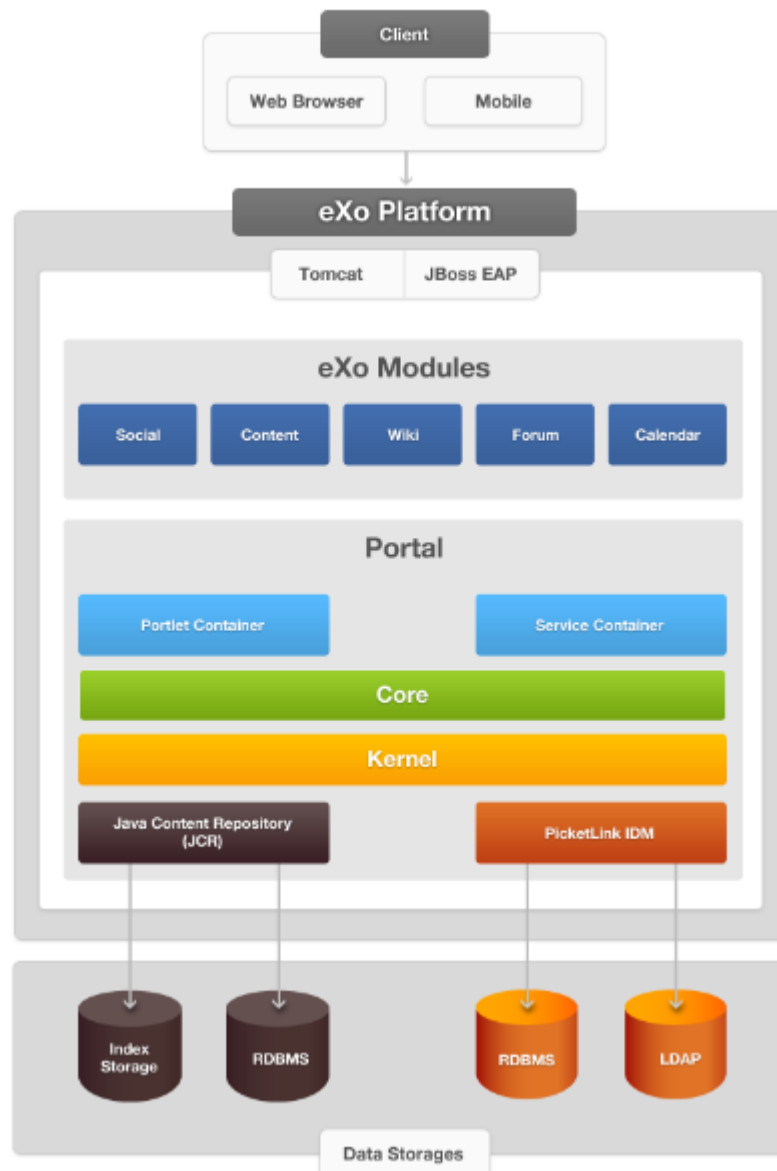 Client
Web Browser
Mobile
eXo Platform
Tomcat
JBoss EAP
eXo Modules
Social
Content
Wiki
Forum
Calendar
Portal
Portlet Container
Service Container
Core
Kernel
Java Content Repository
(JCR)
PicketLink IDM
Index
Storage
RDBMS
RDBMS
LDAP
Data Storages